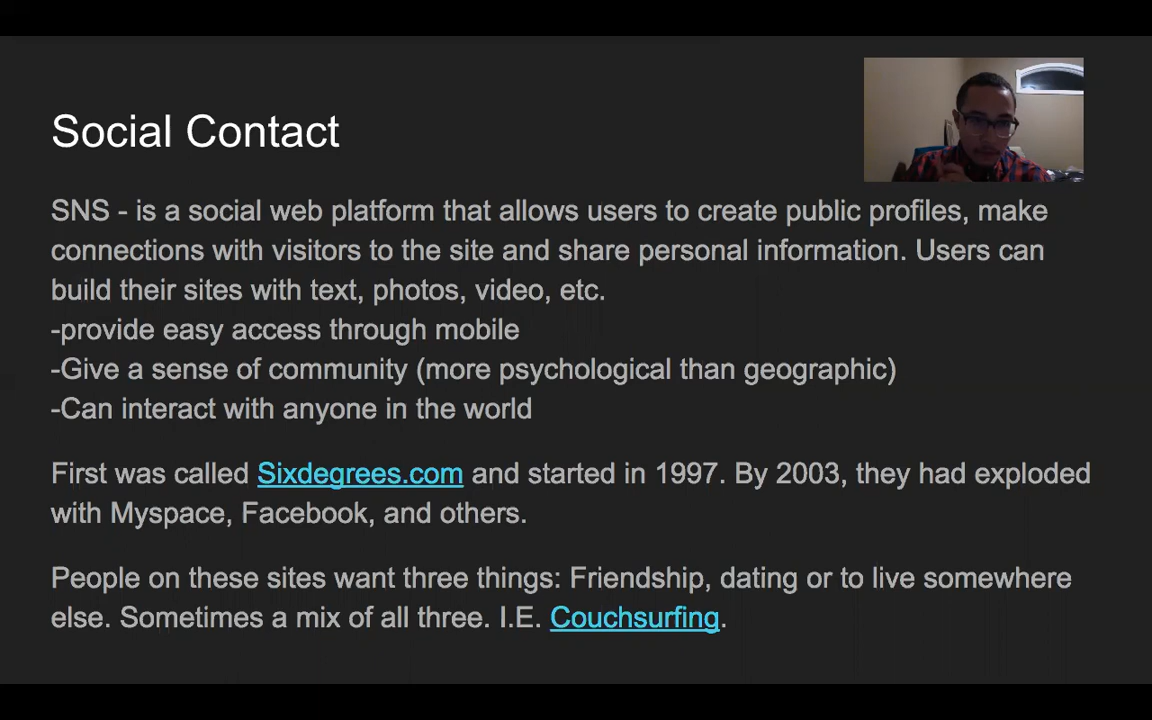 Social Contact
SNS - is a social web platform that allows users to create public profiles, make
connections with visitors to the site and share personal information. Users can
build their sites with text, photos, video, etc.
-provide easy access through mobile
-Give a sense of community (more psychological than geographic)
-Can interact with anyone in the world
First was called Sixdegrees.com and started in 1997. By 2003, they had exploded
with Myspace, Facebook, and others.
People on these sites want three things: Friendship, dating or to live somewhere
else. Sometimes a mix of all three. I.E. Couchsurfing.